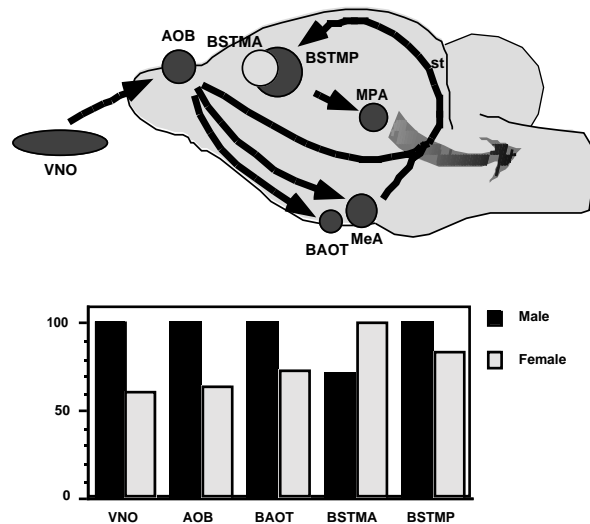 AOB
BSTMA
BSTMP
st
MPA
VNO
BAOT
MeA
100
50
0
Male
Female
VNO
AOB
BAOT
BSTMA
BSTMP